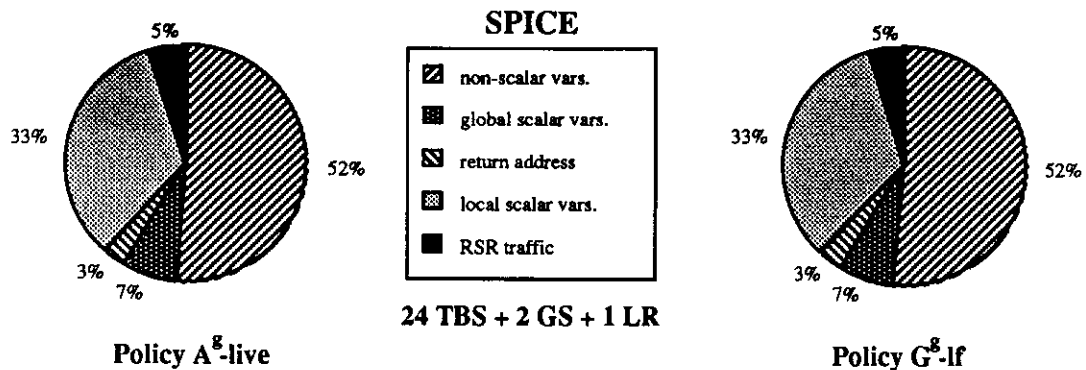 SPICE
5%
33%
52%
3%
7%
Policy A^g-live
non-scalar vars.
global scalar vars.
return address
local scalar vars.
RSR traffic
24 TBS + 2 GS + 1 LR
5%
33%
52%
3%
7%
Policy G^g-lf